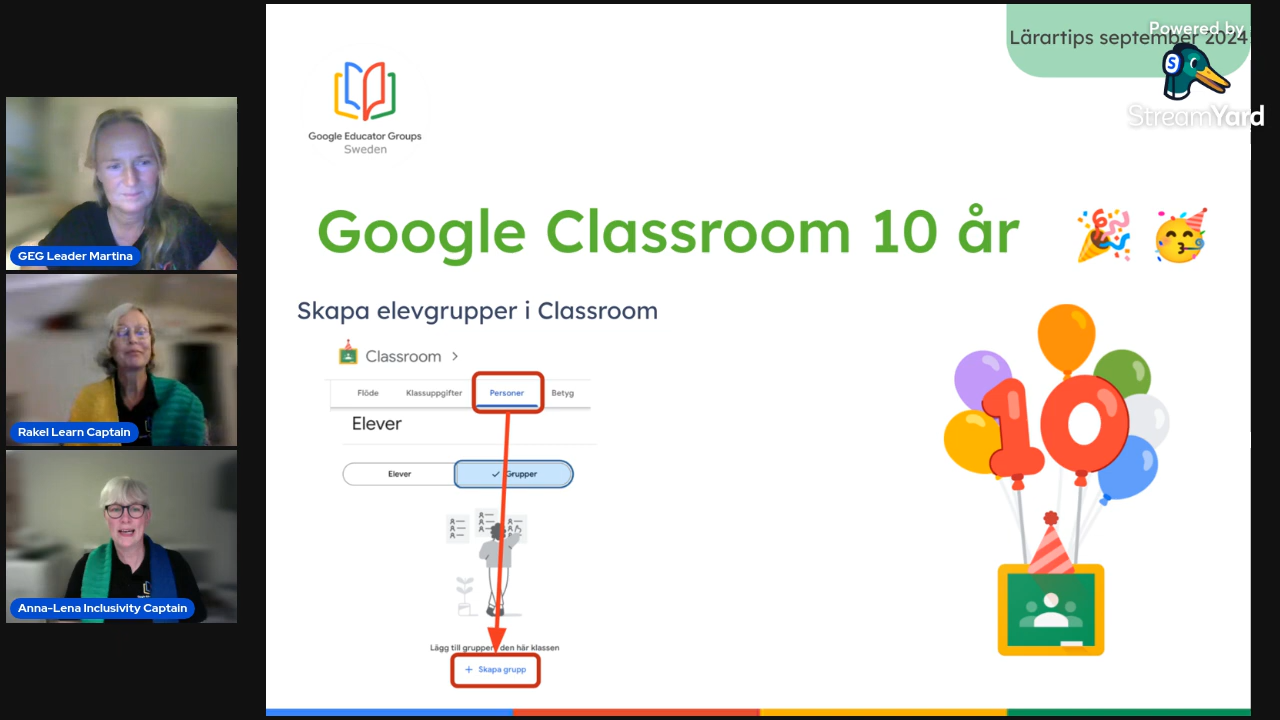 Lärartips september 2024
Powered by
StreamYard
Google Educator Groups
Sweden
Google Classroom 10 år
Skapa elevgrupper i Classroom
Classroom >
Flöde Klassuppgifter Personer Betyg
Elever
Elever Grupper
Lägg till grupper den här klassen
+ Skapa grupp
10
GEG Leader Martina
Rakel Learn Captain
Anna-Lena Inclusivity Captain